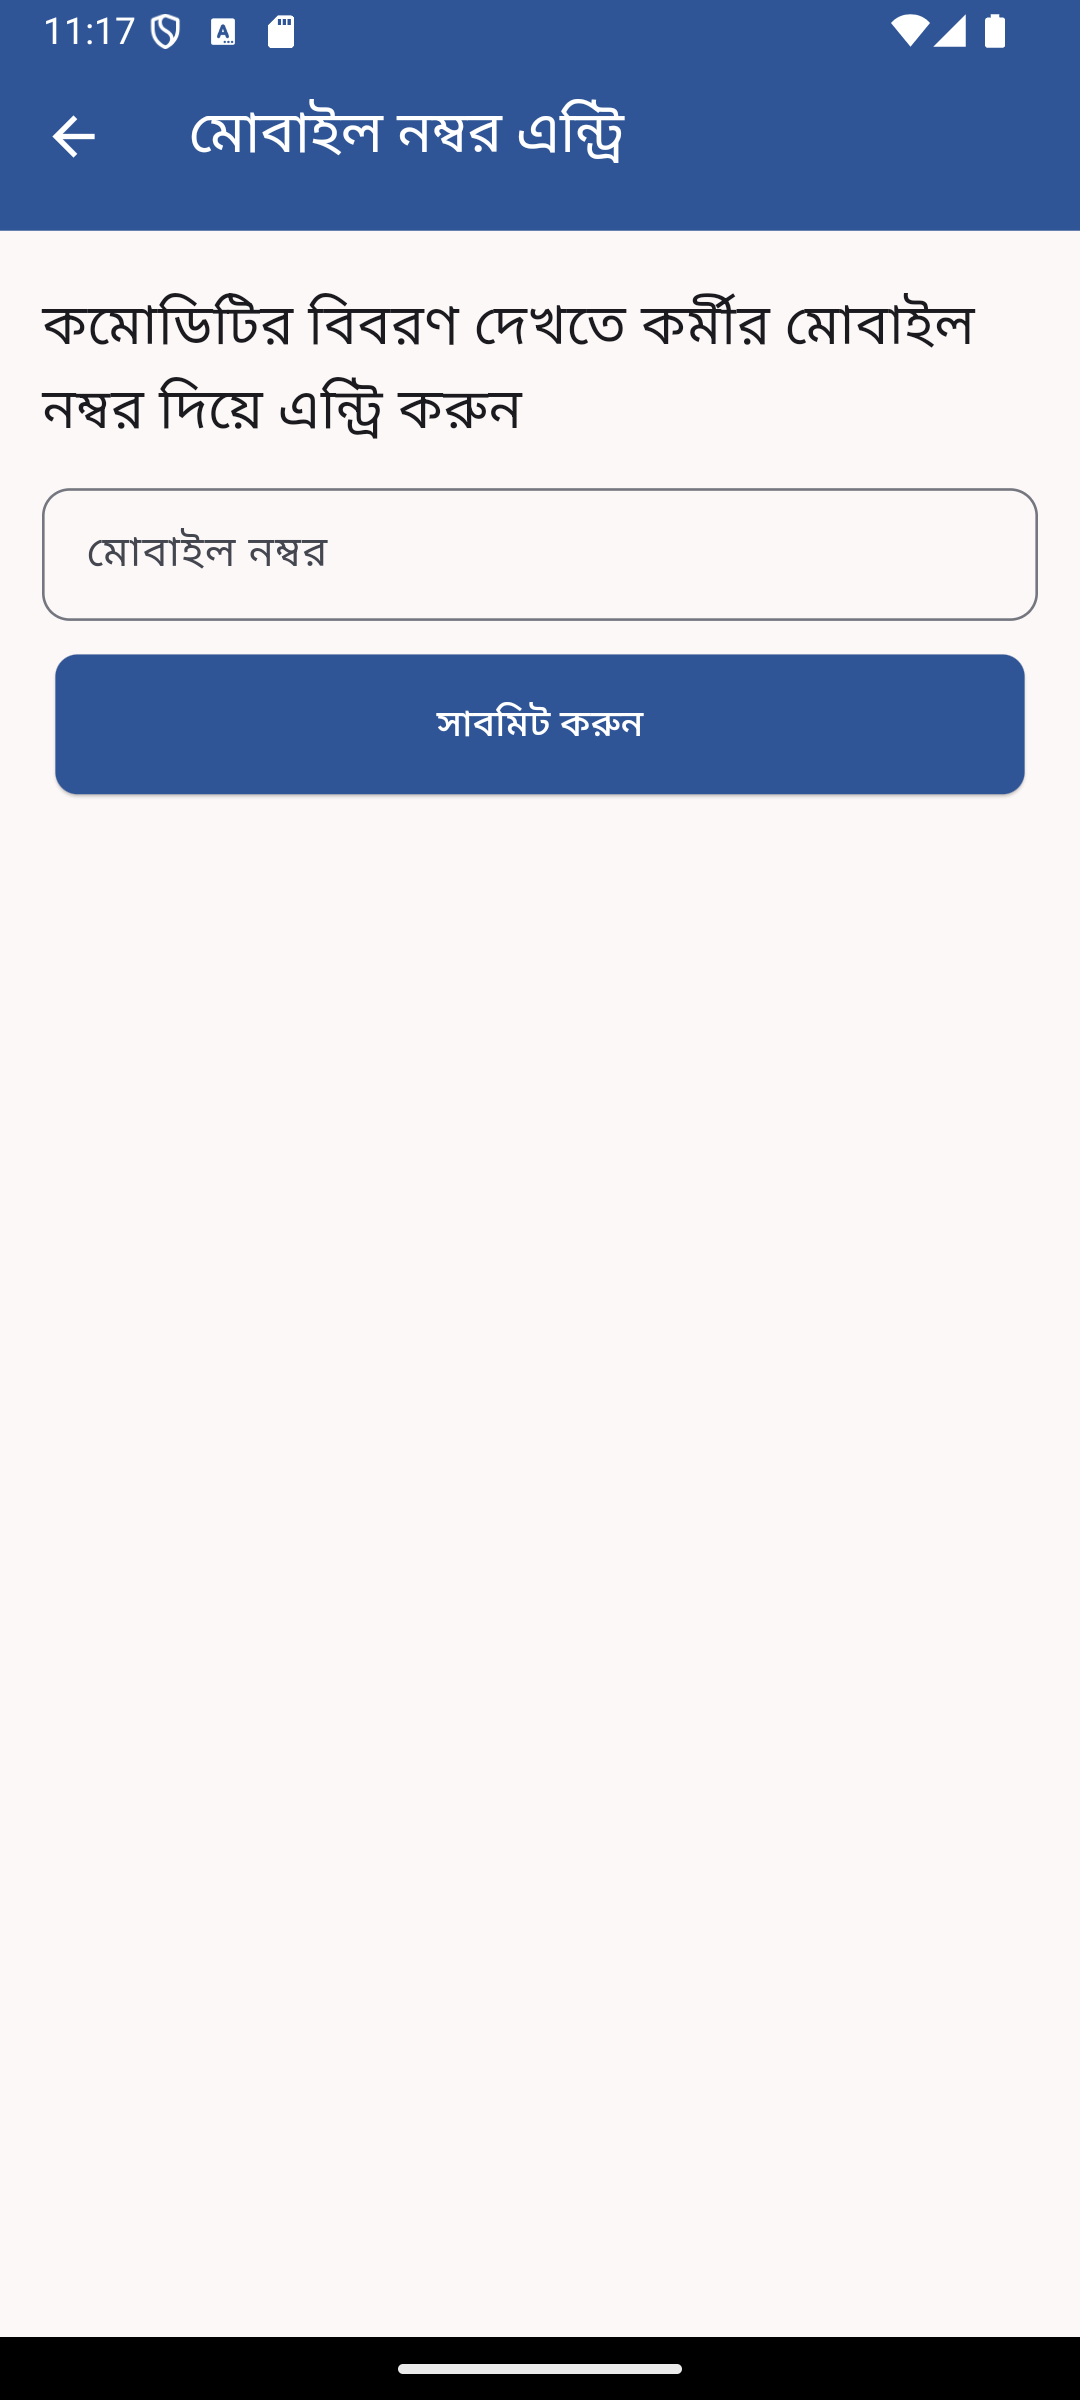 11:17
মোবাইল নম্বর এন্ট্রি
কমোডিটির বিবরণ দেখতে কর্মীর মোবাইল
নম্বর দিয়ে এন্ট্রি করুন
মোবাইল নম্বর
সাবমিট করুন